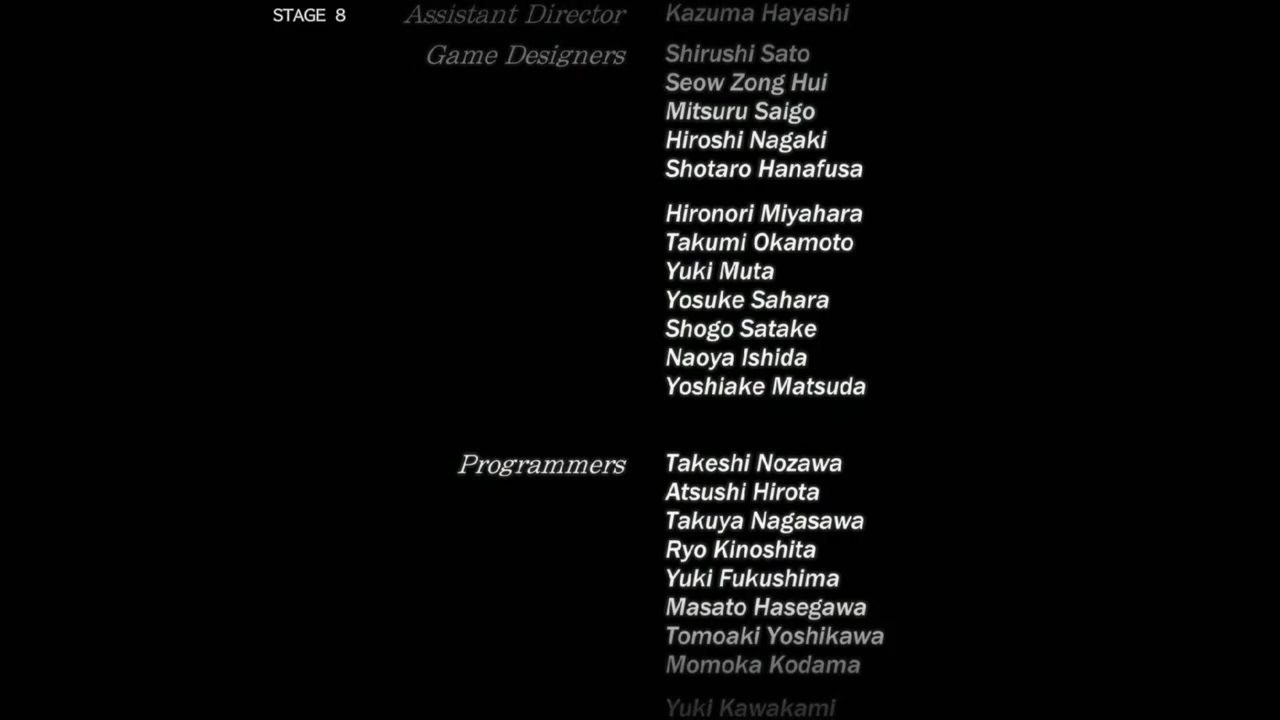 STAGE 8
Assistant Director Kazuma Hayashi
Game Designers Shirushi Sato
Seow Zong Hui
Mitsuru Saigo
Hiroshi Nagaki
Shotaro Hanafusa
Hironori Miyahara
Takumi Okamoto
Yuki Muta
Yosuke Sahara
Shogo Satake
Naoya Ishida
Yoshiake Matsuda
Programmers Takeshi Nozawa
Atsushi Hirota
Takuya Nagasawa
Ryo Kinoshita
Yuki Fukushima
Masato Hasegawa
Tomoaki Yoshikawa
Momoka Kodama
Yuki Kawakami